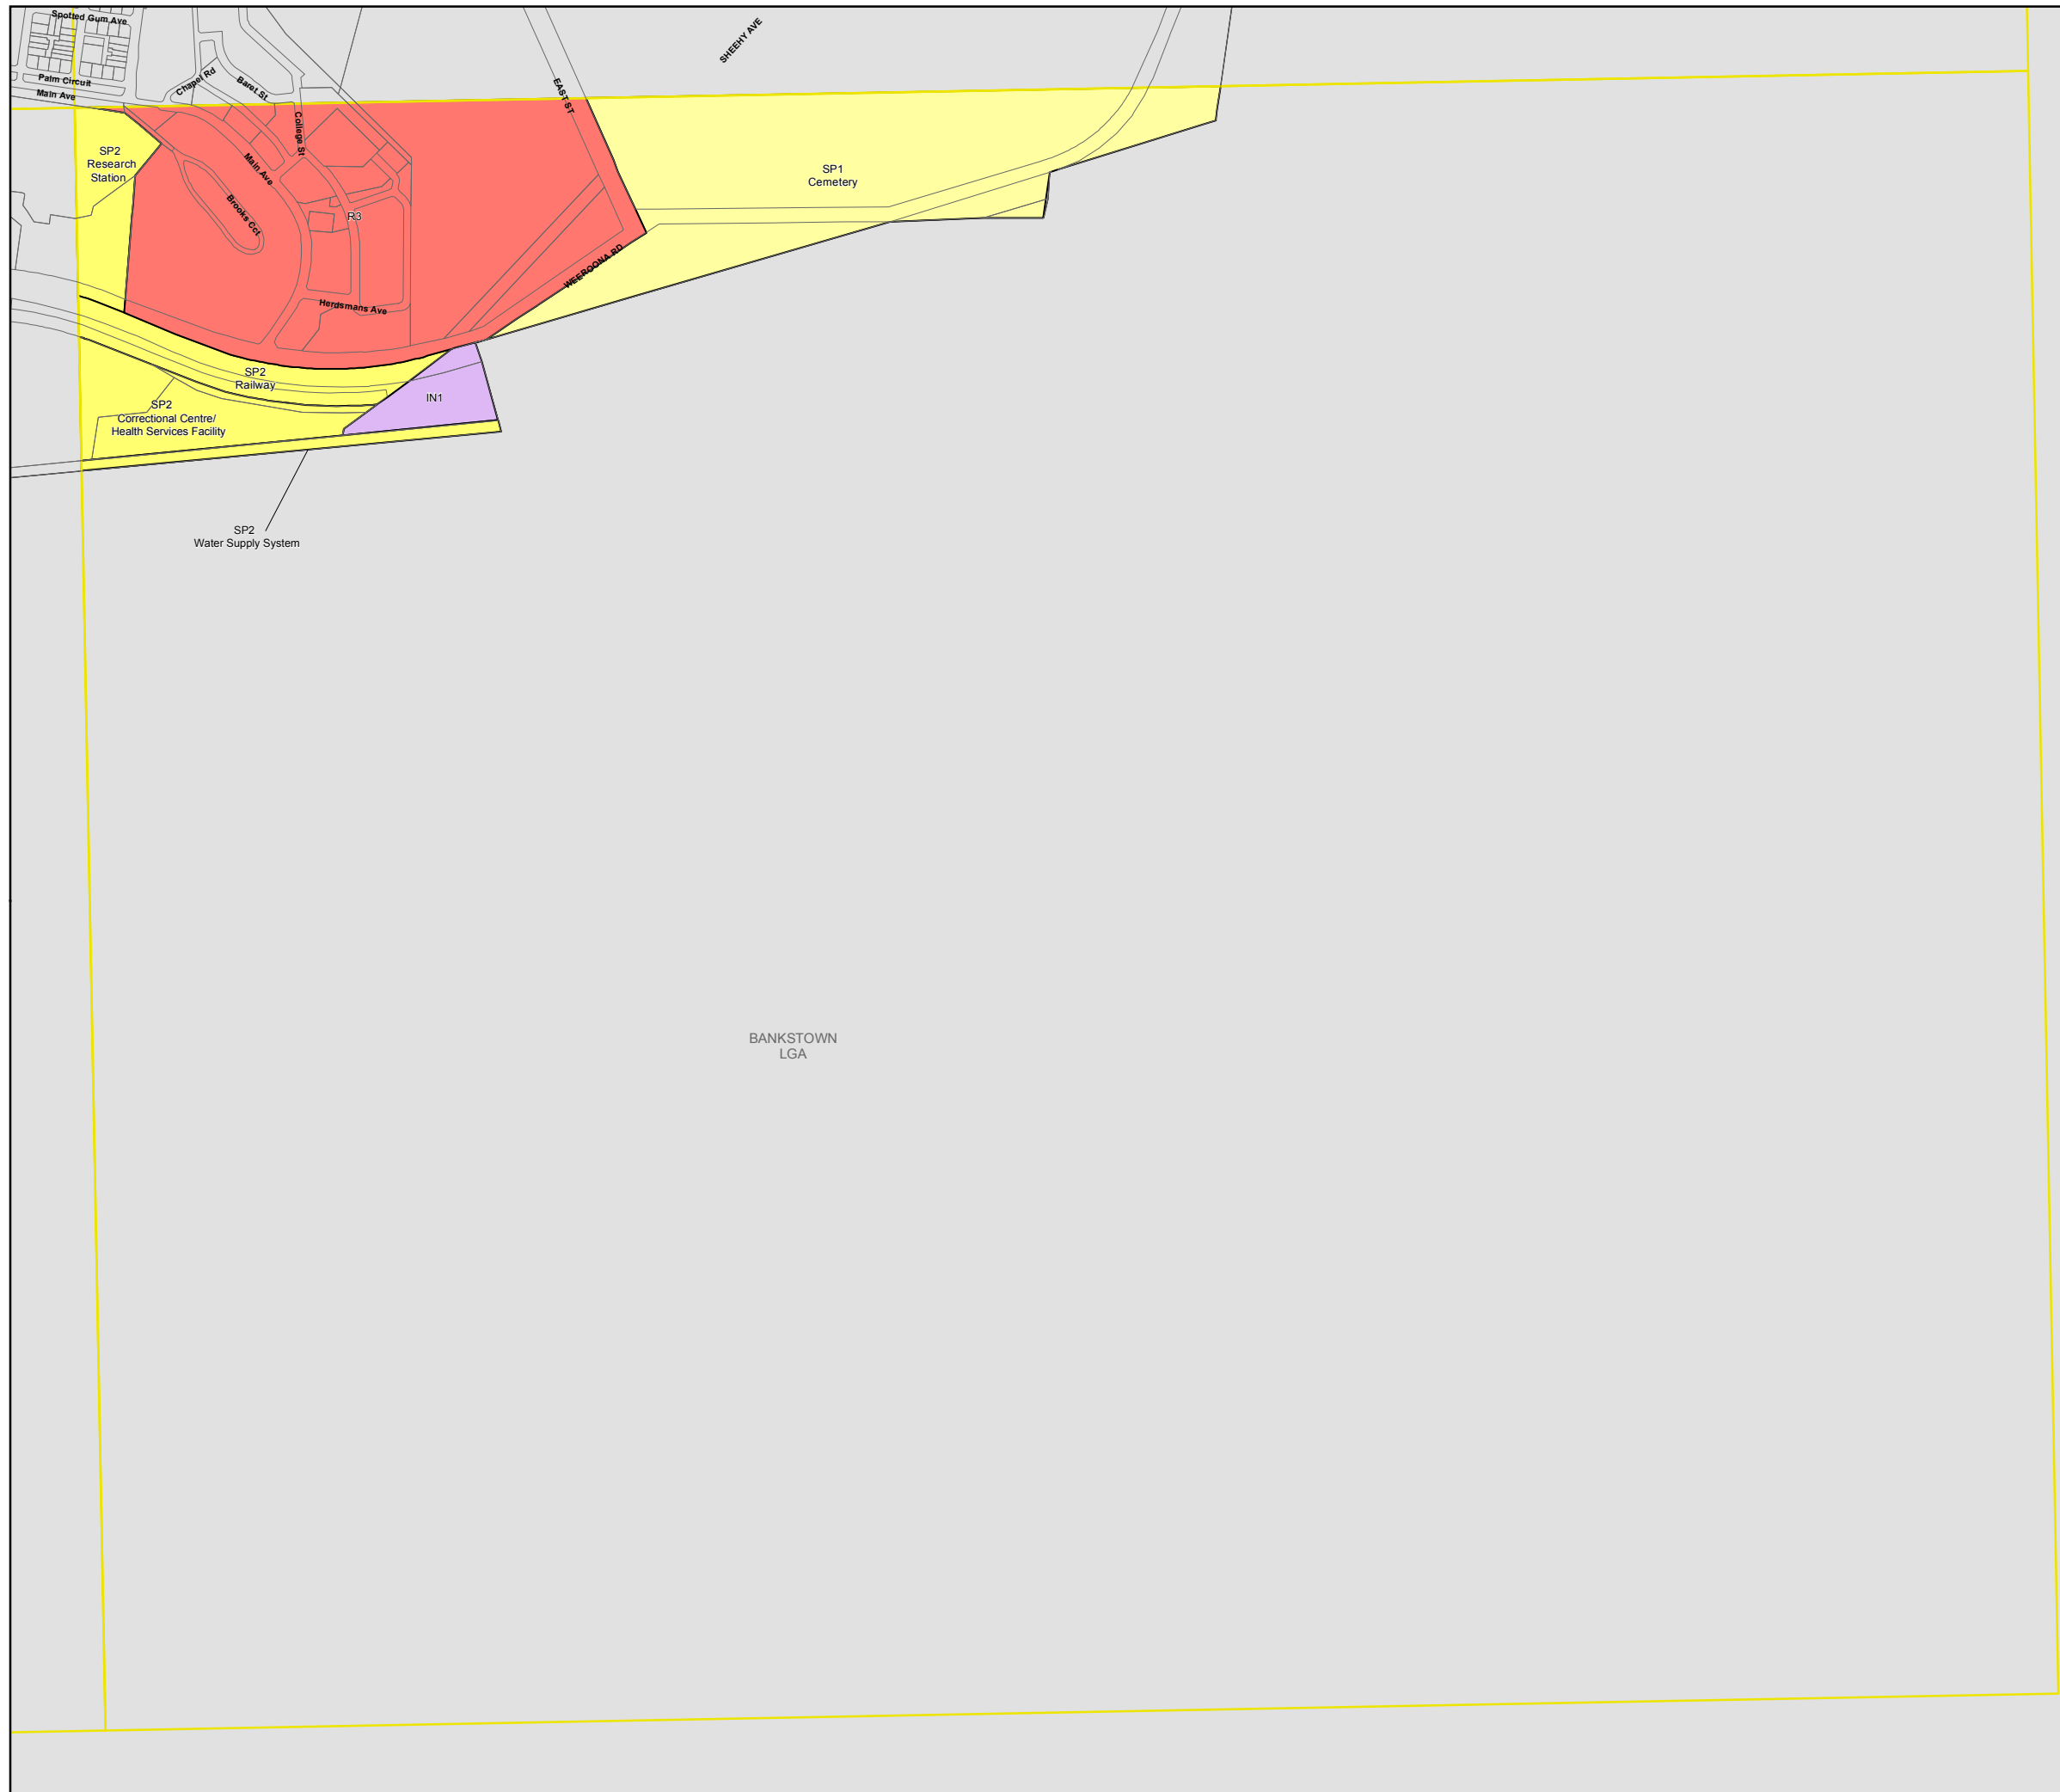 Spotted Gum Ave
SHEEHY AVE
Palm Circuit
Main Ave
Chapel Rd
Baret St
EAST ST
College St
SP2
Research
Station
Main Ave
SP1
Cemetery
Brooks Cct
R3
WEEROONA RD
Herdsmans Ave
SP2
Railway
IN1
SP2
Correctional Centre/
Health Services Facility
SP2
Water Supply System
BANKSTOWN
LGA